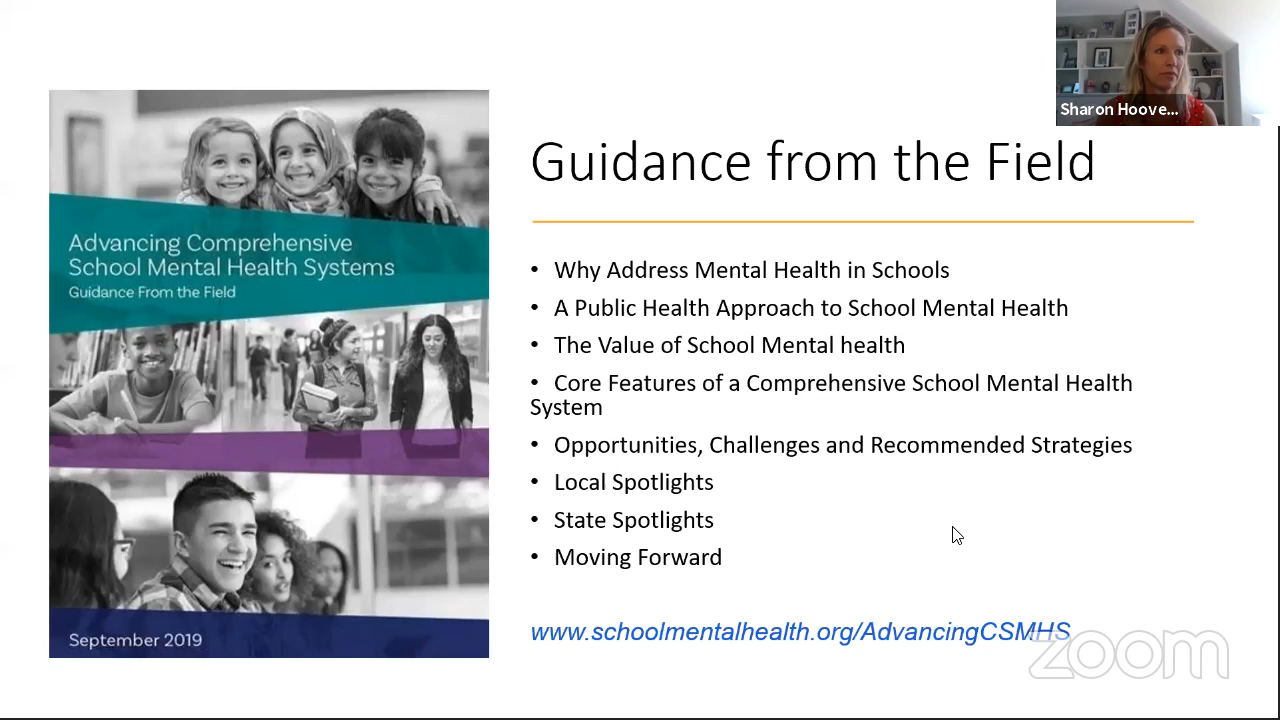 Sharon Hoove...
Guidance from the Field
Advancing Comprehensive
School Mental Health Systems
Guidance From the Field
September 2019
• Why Address Mental Health in Schools
• A Public Health Approach to School Mental Health
• The Value of School Mental health
• Core Features of a Comprehensive School Mental Health
System
• Opportunities, Challenges and Recommended Strategies
• Local Spotlights
• State Spotlights
• Moving Forward
www.schoolmentalhealth.org/AdvancingCSMHS
zoom